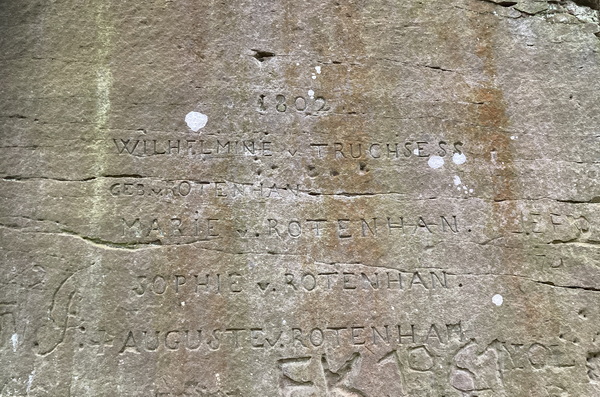 1802
WILHELMINE v. TRUCHSESS.
GEB. v. ROTENHAN
MARIE v. ROTENHAN.
SOPHIE v. ROTENHAN.
AUGUSTE v. ROTENHAN